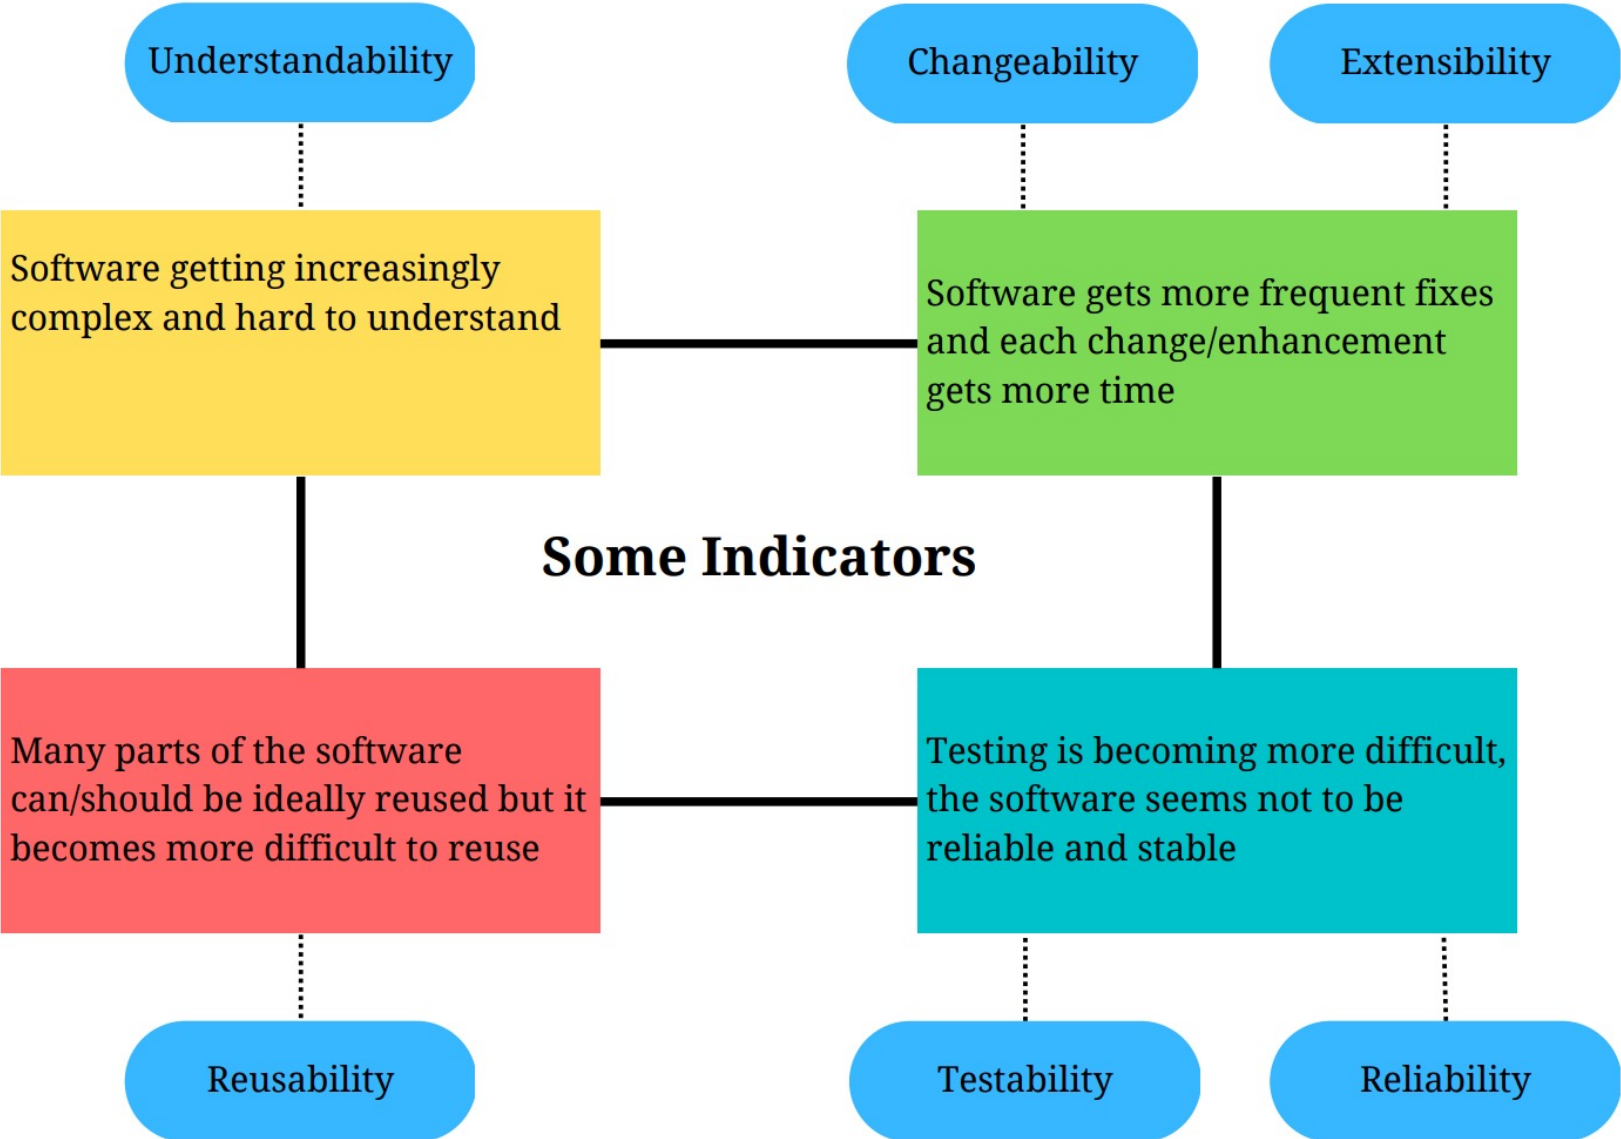 Understandability
Changeability
Extensibility
Software getting increasingly
complex and hard to understand
Software gets more frequent fixes
and each change/enhancement
gets more time
Some Indicators
Many parts of the software
can/should be ideally reused but it
becomes more difficult to reuse
Testing is becoming more difficult,
the software seems not to be
reliable and stable
Reusability
Testability
Reliability